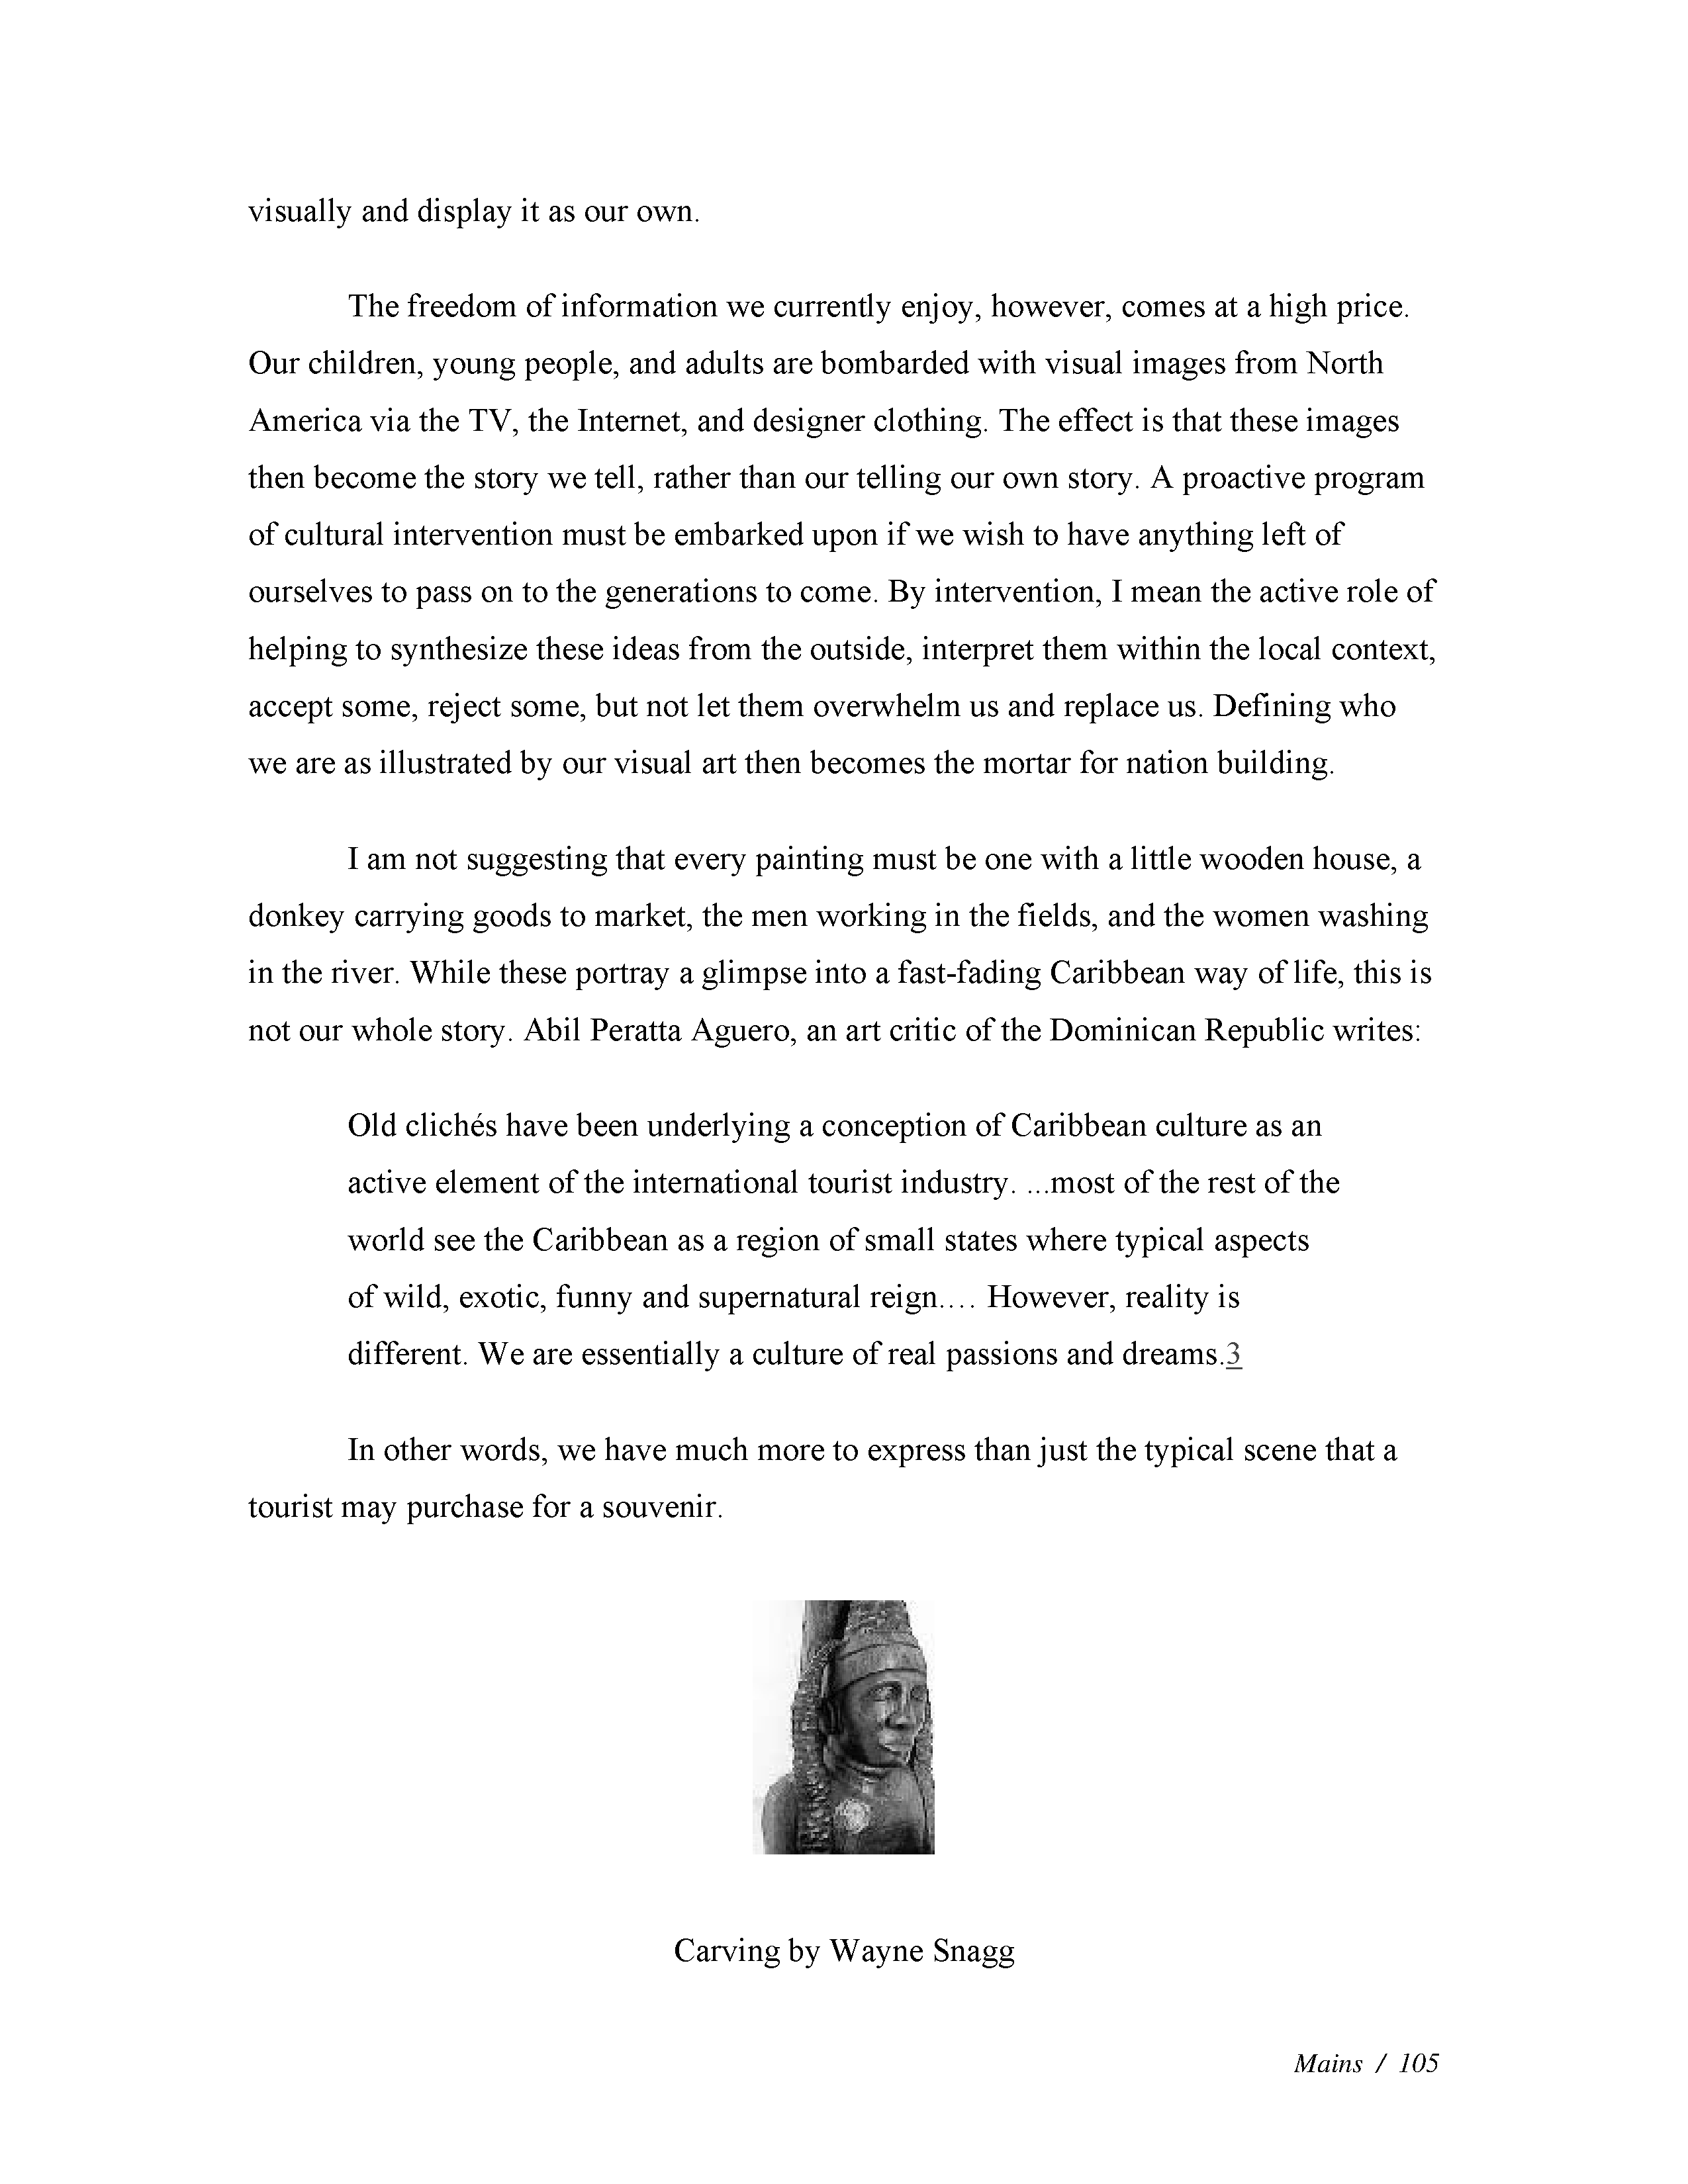 visually and display it as our own.
The freedom of information we currently enjoy, however, comes at a high price.
Our children, young people, and adults are bombarded with visual images from North
America via the TV, the Internet, and designer clothing. The effect is that these images
then become the story we tell, rather than our telling our own story. A proactive program
of cultural intervention must be embarked upon if we wish to have anything left of
ourselves to pass on to the generations to come. By intervention, I mean the active role of
helping to synthesize these ideas from the outside, interpret them within the local context,
accept some, reject some, but not let them overwhelm us and replace us. Defining who
we are as illustrated by our visual art then becomes the mortar for nation building.
I am not suggesting that every painting must be one with a little wooden house, a
donkey carrying goods to market, the men working in the fields, and the women washing
in the river. While these portray a glimpse into a fast-fading Caribbean way of life, this is
not our whole story. Abil Peratta Aguero, an art critic of the Dominican Republic writes:
Old clichés have been underlying a conception of Caribbean culture as an
active element of the international tourist industry. ...most of the rest of the
world see the Caribbean as a region of small states where typical aspects
of wild, exotic, funny and supernatural reign.… However, reality is
different. We are essentially a culture of real passions and dreams.3
In other words, we have much more to express than just the typical scene that a
tourist may purchase for a souvenir.
Carving by Wayne Snagg
Mains / 105